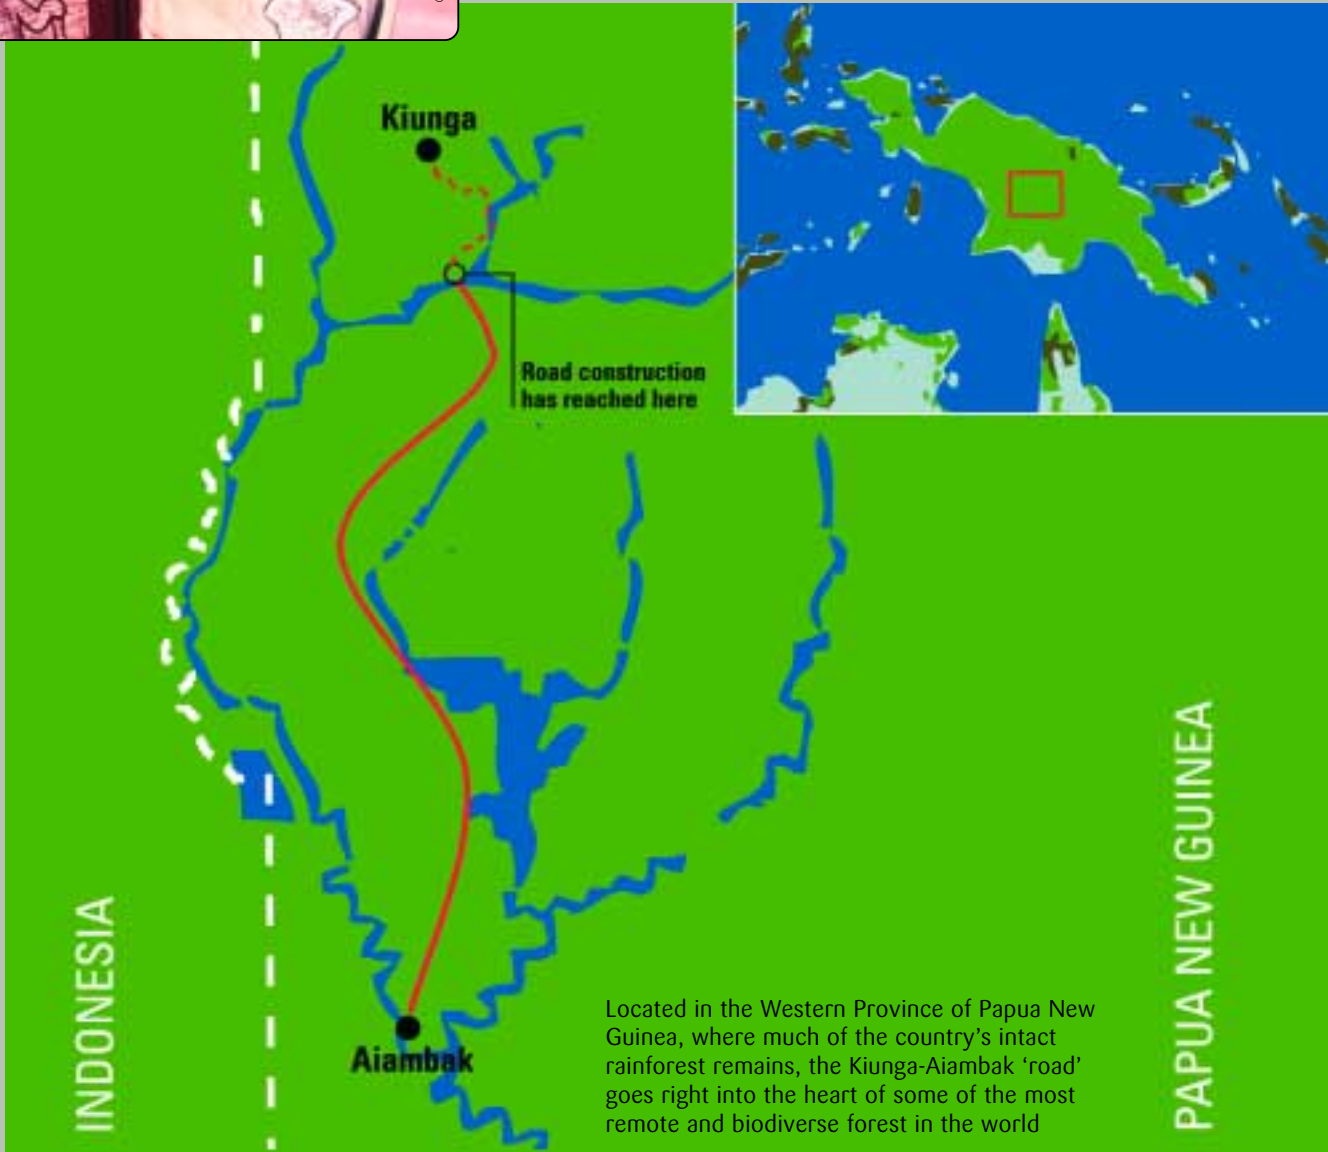 Kiunga
Road construction
has reached here
Aiambak
INDONESIA
PAPUA NEW GUINEA
Located in the Western Province of Papua New
Guinea, where much of the country’s intact
rainforest remains, the Kiunga-Aiambak ‘road’
goes right into the heart of some of the most
remote and biodiverse forest in the world